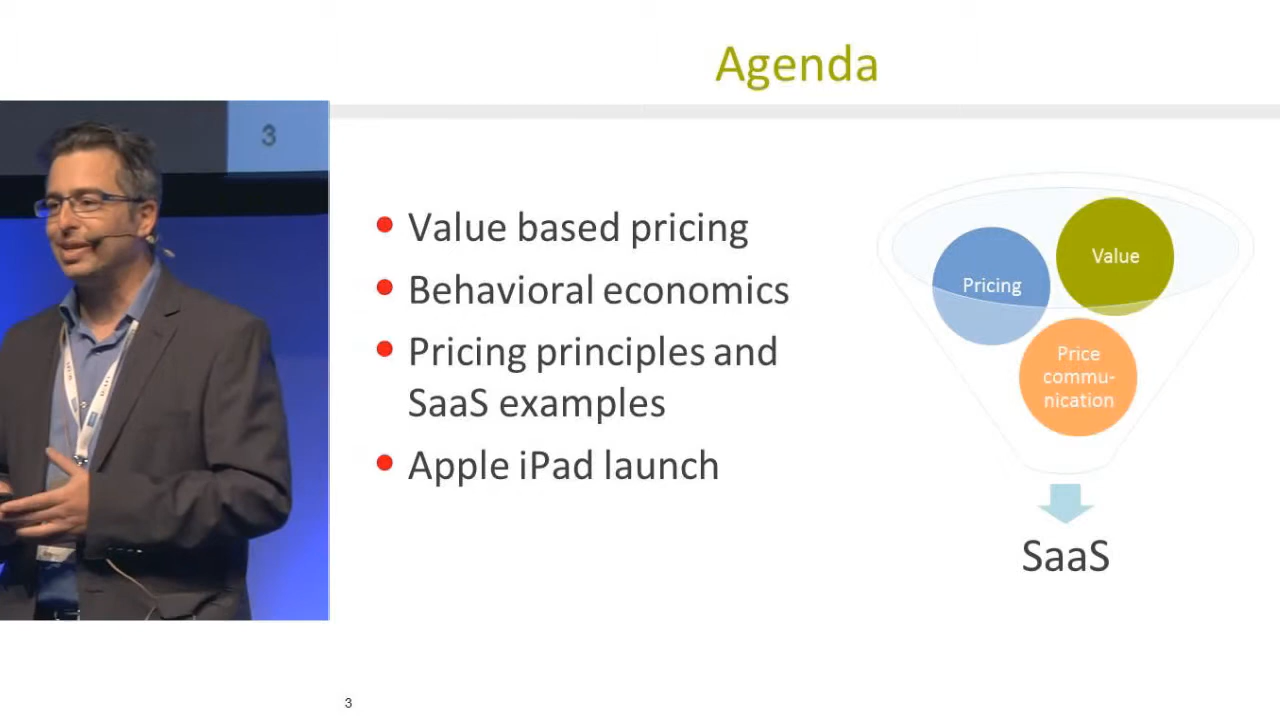 Agenda
3
Value based pricing
Behavioral economics
Pricing principles and
SaaS examples
Apple iPad launch
Pricing
Value
Price
commu-
nication
SaaS
3